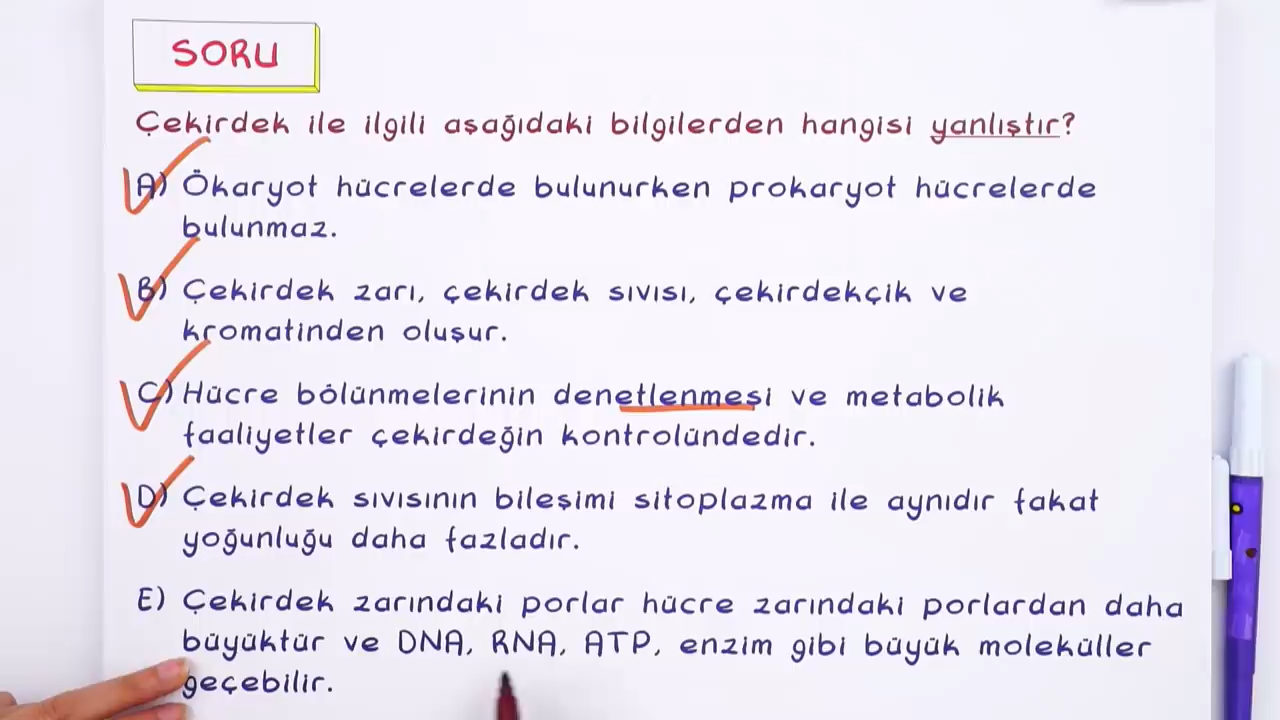 SORU
Çekirdek ile ilgili aşağıdaki bilgilerden hangisi yanlıştır?
A) Ökaryot hücrelerde bulunurken prokaryot hücrelerde
bulunmaz.
B) Çekirdek zarı, çekirdek sıvısı, çekirdekçik ve
kromatinden oluşur.
C) Hücre bölünmelerinin denetlenmesi ve metabolik
faaliyetler çekirdeğin kontrolündedir.
D) Çekirdek sıvısının bileşimi sitoplazma ile aynıdır fakat
yoğunluğu daha fazladır.
E) Çekirdek zarındaki porlar hücre zarındaki porlardan daha
büyüktür ve DNA, RNA, ATP, enzim gibi büyük moleküller
geçebilir.